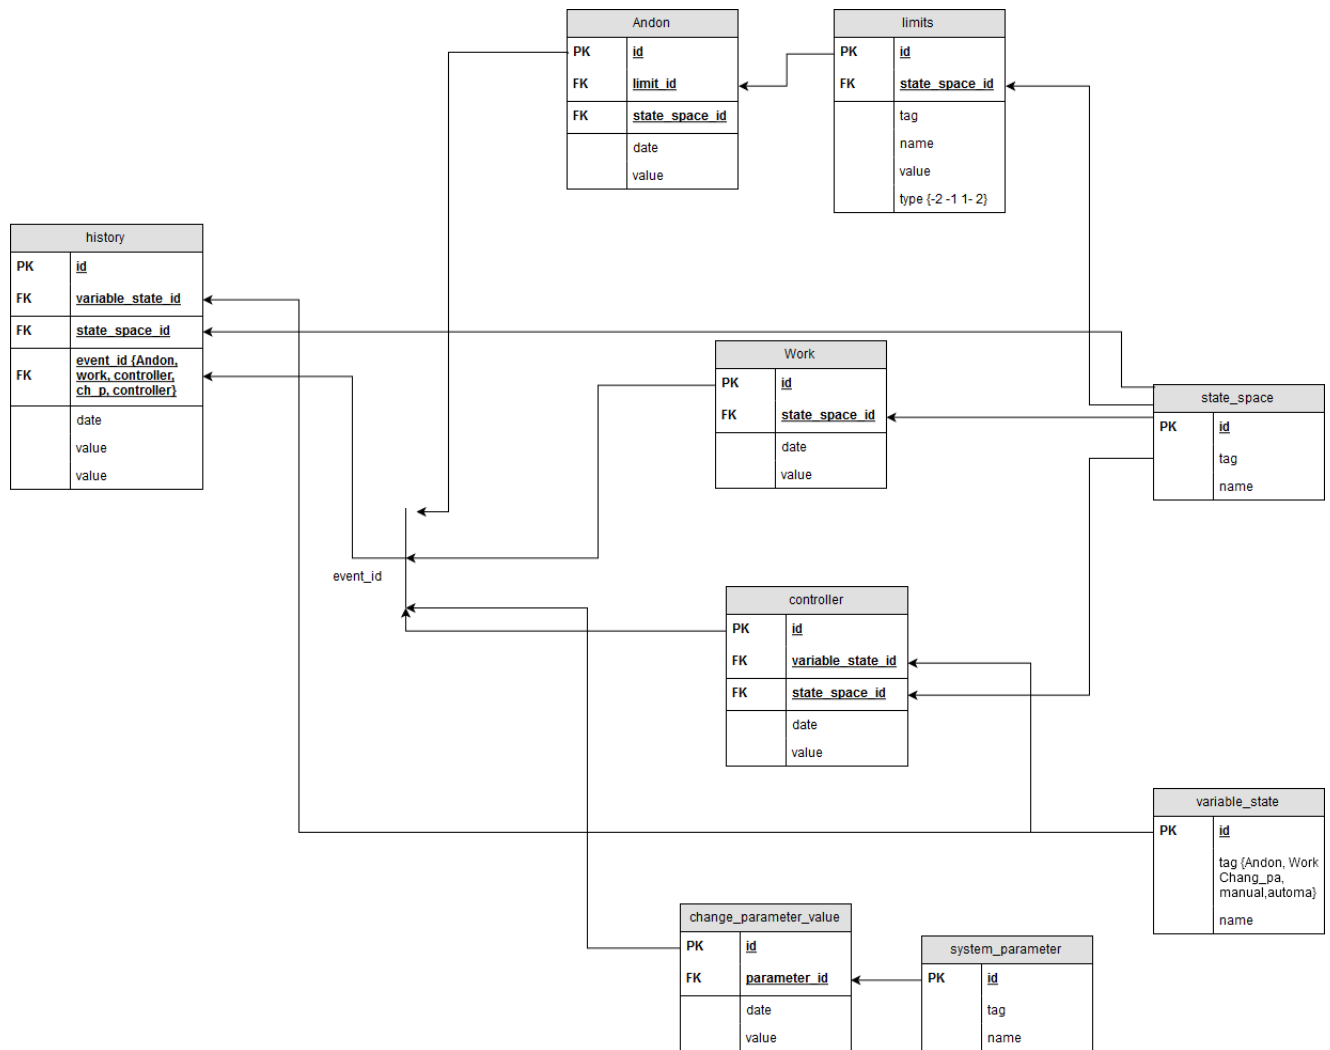 Andon
PK id
FK limit_id
FK state_space_id
date
value
limits
PK id
FK state_space_id
tag
name
value
type {-2 -1 1- 2}
history
PK id
FK variable_state_id
FK state_space_id
FK
event_id {Andon,
work, controller,
ch_p, controller}
date
value
value
Work
PK id
FK state_space_id
date
value
state_space
PK id
tag
name
event_id
controller
PK id
FK variable_state_id
FK state_space_id
date
value
variable_state
PK id
tag {Andon, Work
Chang_pa,
manual,automa}
name
change_parameter_value
PK id
FK parameter_id
date
value
system_parameter
PK id
tag
name